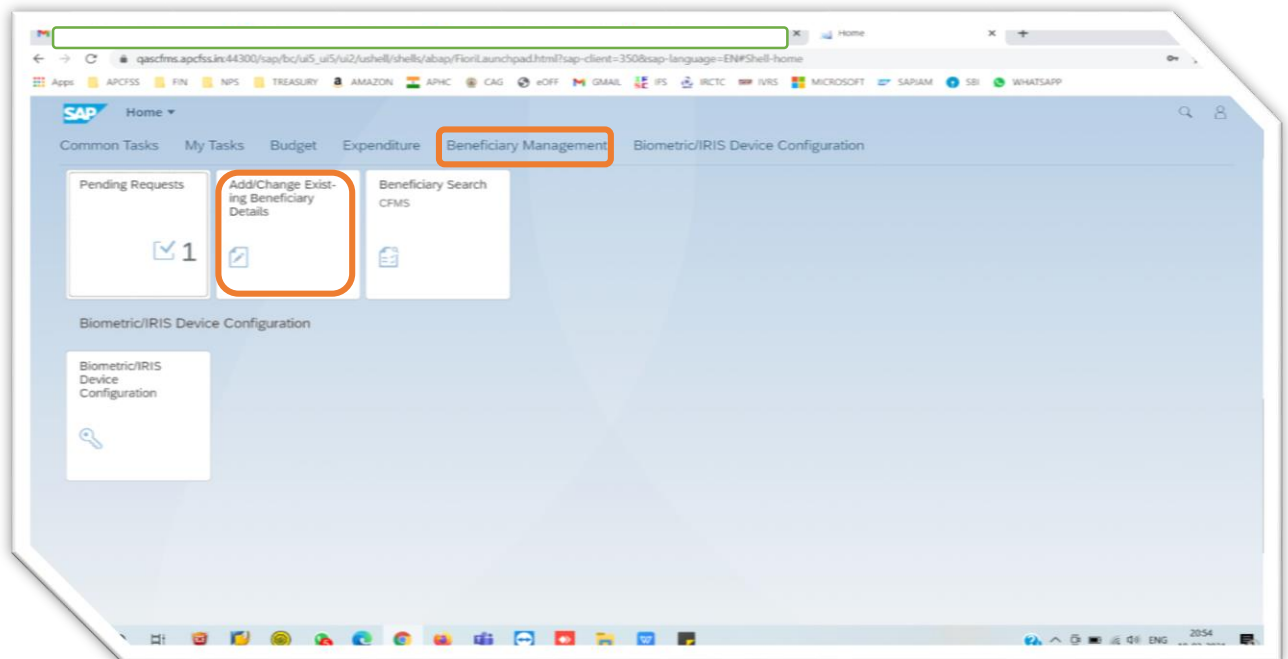 Home
qascfms.apcfss.in:44300/sap/bc/ui5_ui5/ui2/ushell/shells/abap/FioriLaunchpad.html?sap-client=350&sap-language=EN#Shell-home
Apps APCFSS FIN NPS TREASURY AMAZON APHC CAG eOFF GMAIL IFS IRCTC IVRS MICROSOFT SAPIAM SBI WHATSAPP
SAP Home
Common Tasks My Tasks Budget Expenditure Beneficiary Management Biometric/IRIS Device Configuration
Pending Requests
1
Add/Change Exist-
ing Beneficiary
Details
Beneficiary Search
CFMS
Biometric/IRIS Device Configuration
Biometric/IRIS
Device
Configuration
ENG 20:54